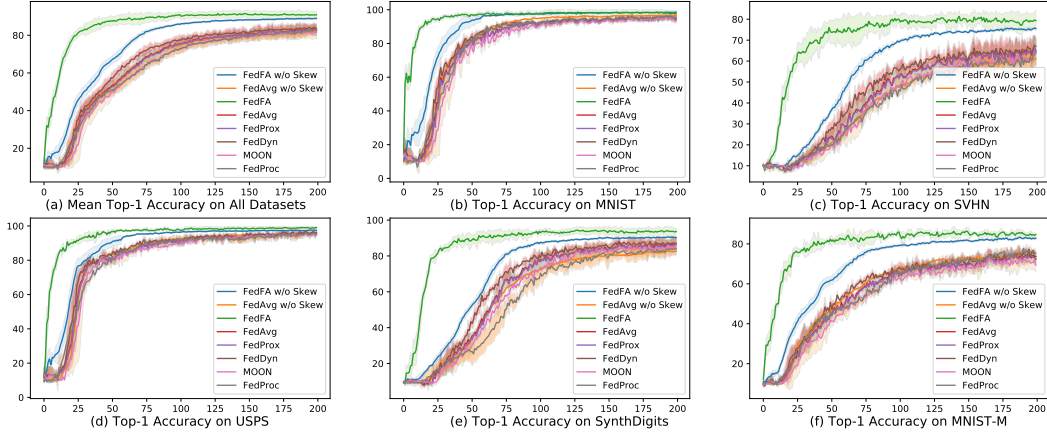 80
60
40
20
0
25
50
75
100
125
150
175
200
FedFA w/o Skew
FedAvg w/o Skew
FedFA
FedAvg
FedProx
FedDyn
MOON
FedProc
(a) Mean Top-1 Accuracy on All Datasets
100
80
60
40
20
0
0
25
50
75
100
125
150
175
200
FedFA w/o Skew
FedAvg w/o Skew
FedFA
FedAvg
FedProx
FedDyn
MOON
FedProc
(b) Top-1 Accuracy on MNIST
80
70
60
50
40
30
20
10
0
25
50
75
100
125
150
175
200
FedFA w/o Skew
FedAvg w/o Skew
FedFA
FedAvg
FedProx
FedDyn
MOON
FedProc
(c) Top-1 Accuracy on SVHN
100
80
60
40
20
0
0
25
50
75
100
125
150
175
200
FedFA w/o Skew
FedAvg w/o Skew
FedFA
FedAvg
FedProx
FedDyn
MOON
FedProc
(d) Top-1 Accuracy on USPS
100
80
60
40
20
0
25
50
75
100
125
150
175
200
FedFA w/o Skew
FedAvg w/o Skew
FedFA
FedAvg
FedProx
FedDyn
MOON
FedProc
(e) Top-1 Accuracy on SynthDigits
80
60
40
20
0
25
50
75
100
125
150
175
200
FedFA w/o Skew
FedAvg w/o Skew
FedFA
FedAvg
FedProx
FedDyn
MOON
FedProc
(f) Top-1 Accuracy on MNIST-M